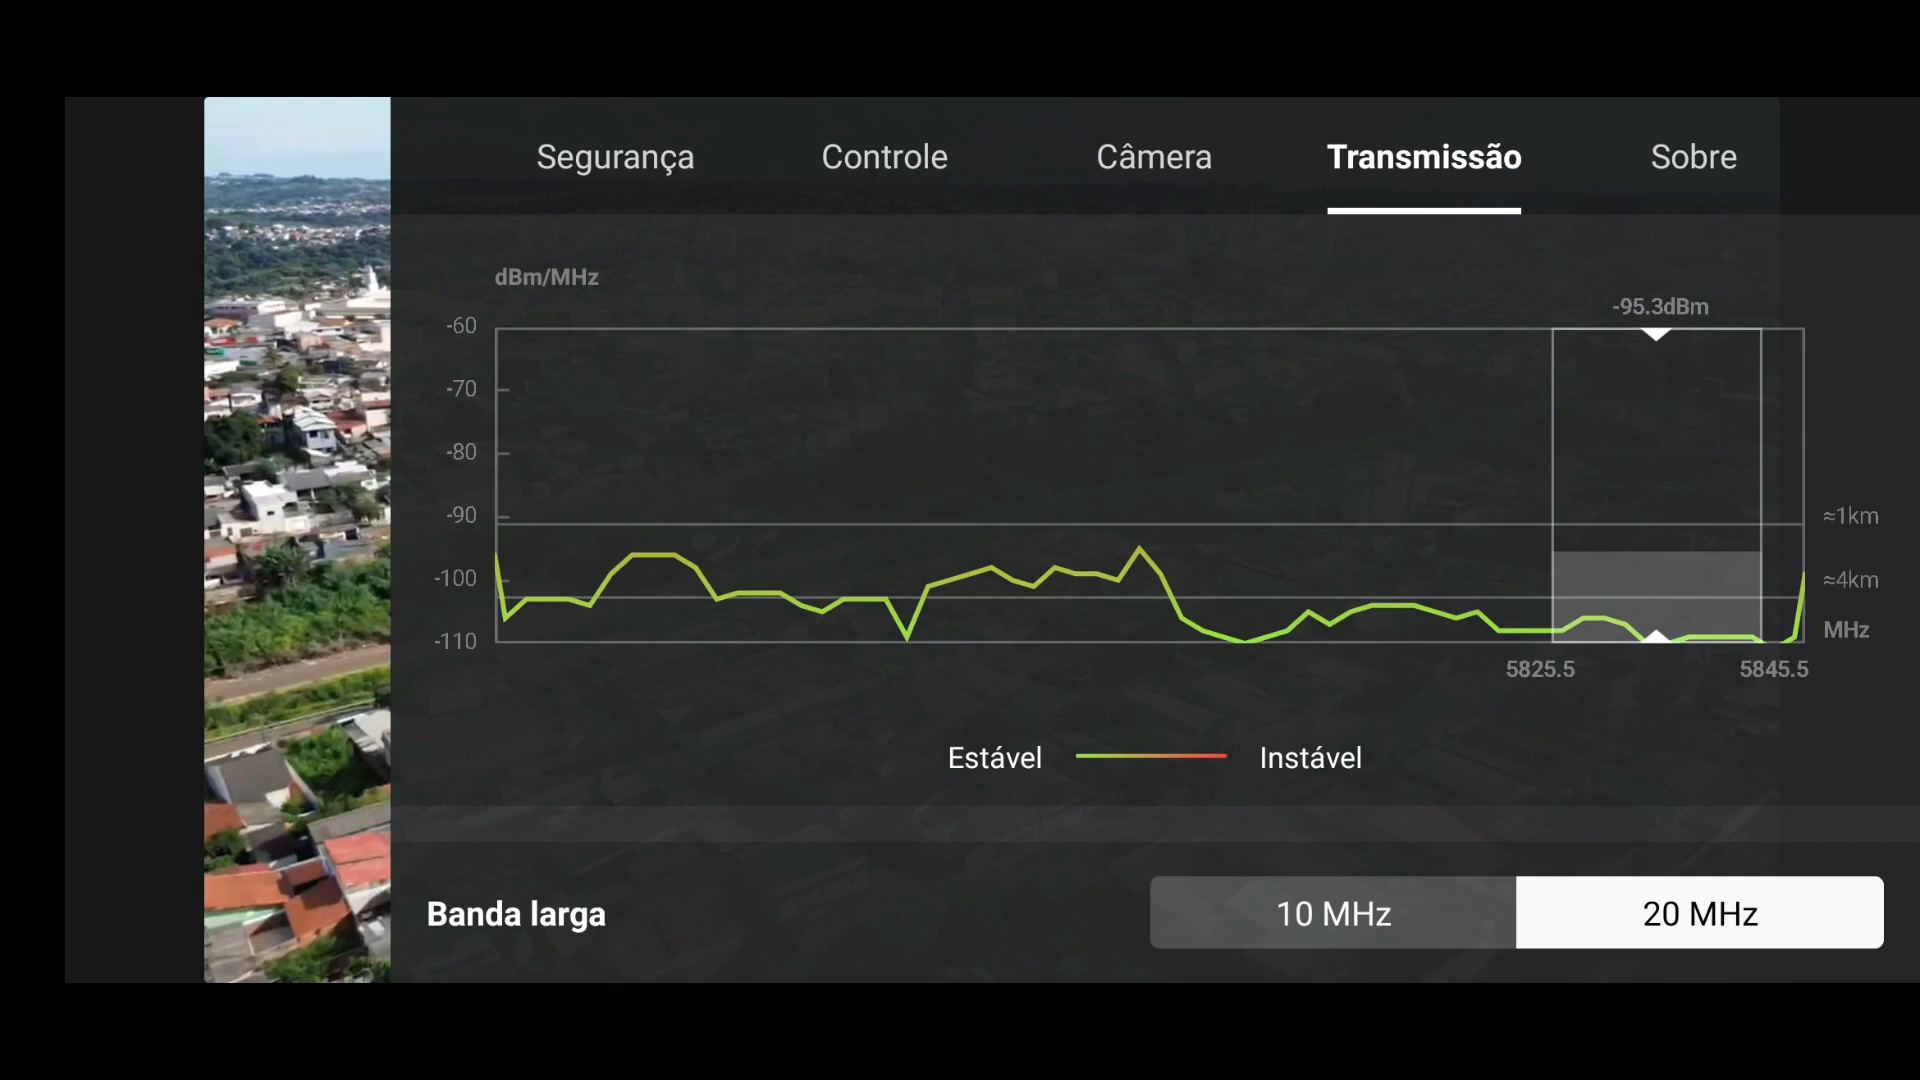 Segurança Controle Câmera Transmissão Sobre
dBm/MHz
-95.3dBm
-60
-70
-80
-90
≈1km
-100
≈4km
-110
MHz
5825.5 5845.5
Estável Instável
Banda larga 10 MHz 20 MHz